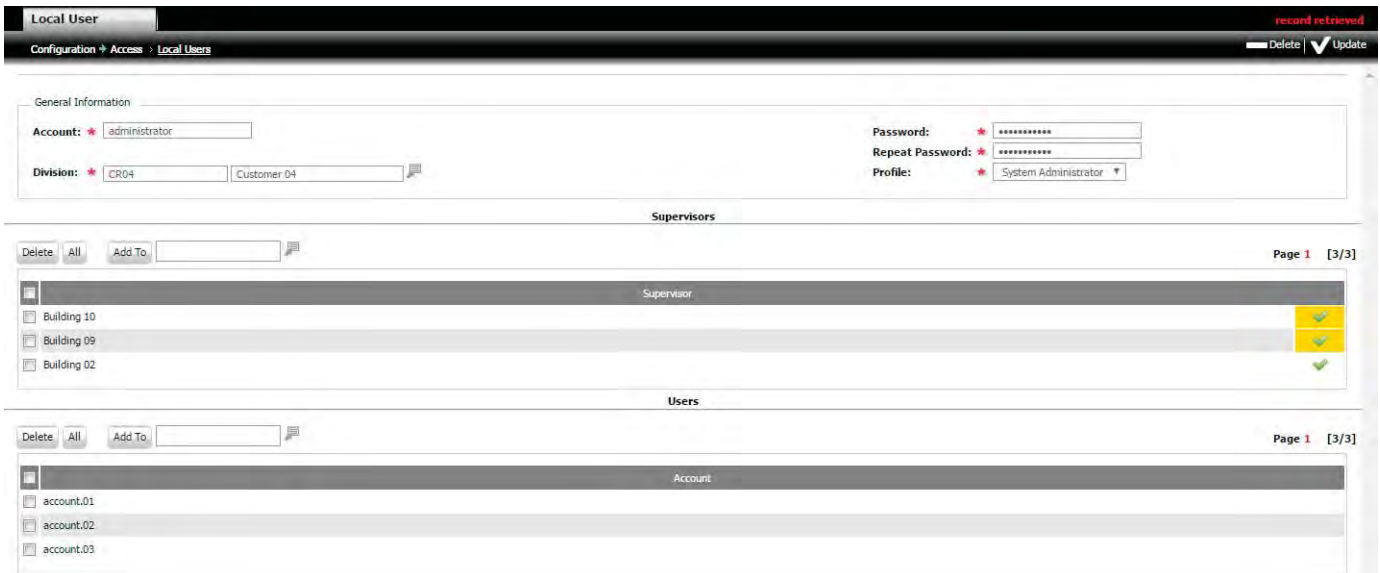 Local User
record retrieved
Configuration Access > Local Users
Delete | Update
General Information
Account: * administrator
Password: * •••••••••••
Repeat Password: * •••••••••••
Division: * CR04 Customer 04
Profile: * System Administrator
Supervisors
Delete All Add To
Page 1 [3/3]
Supervisor
Building 10
Building 09
Building 02
Users
Delete All Add To
Page 1 [3/3]
Account
account.01
account.02
account.03